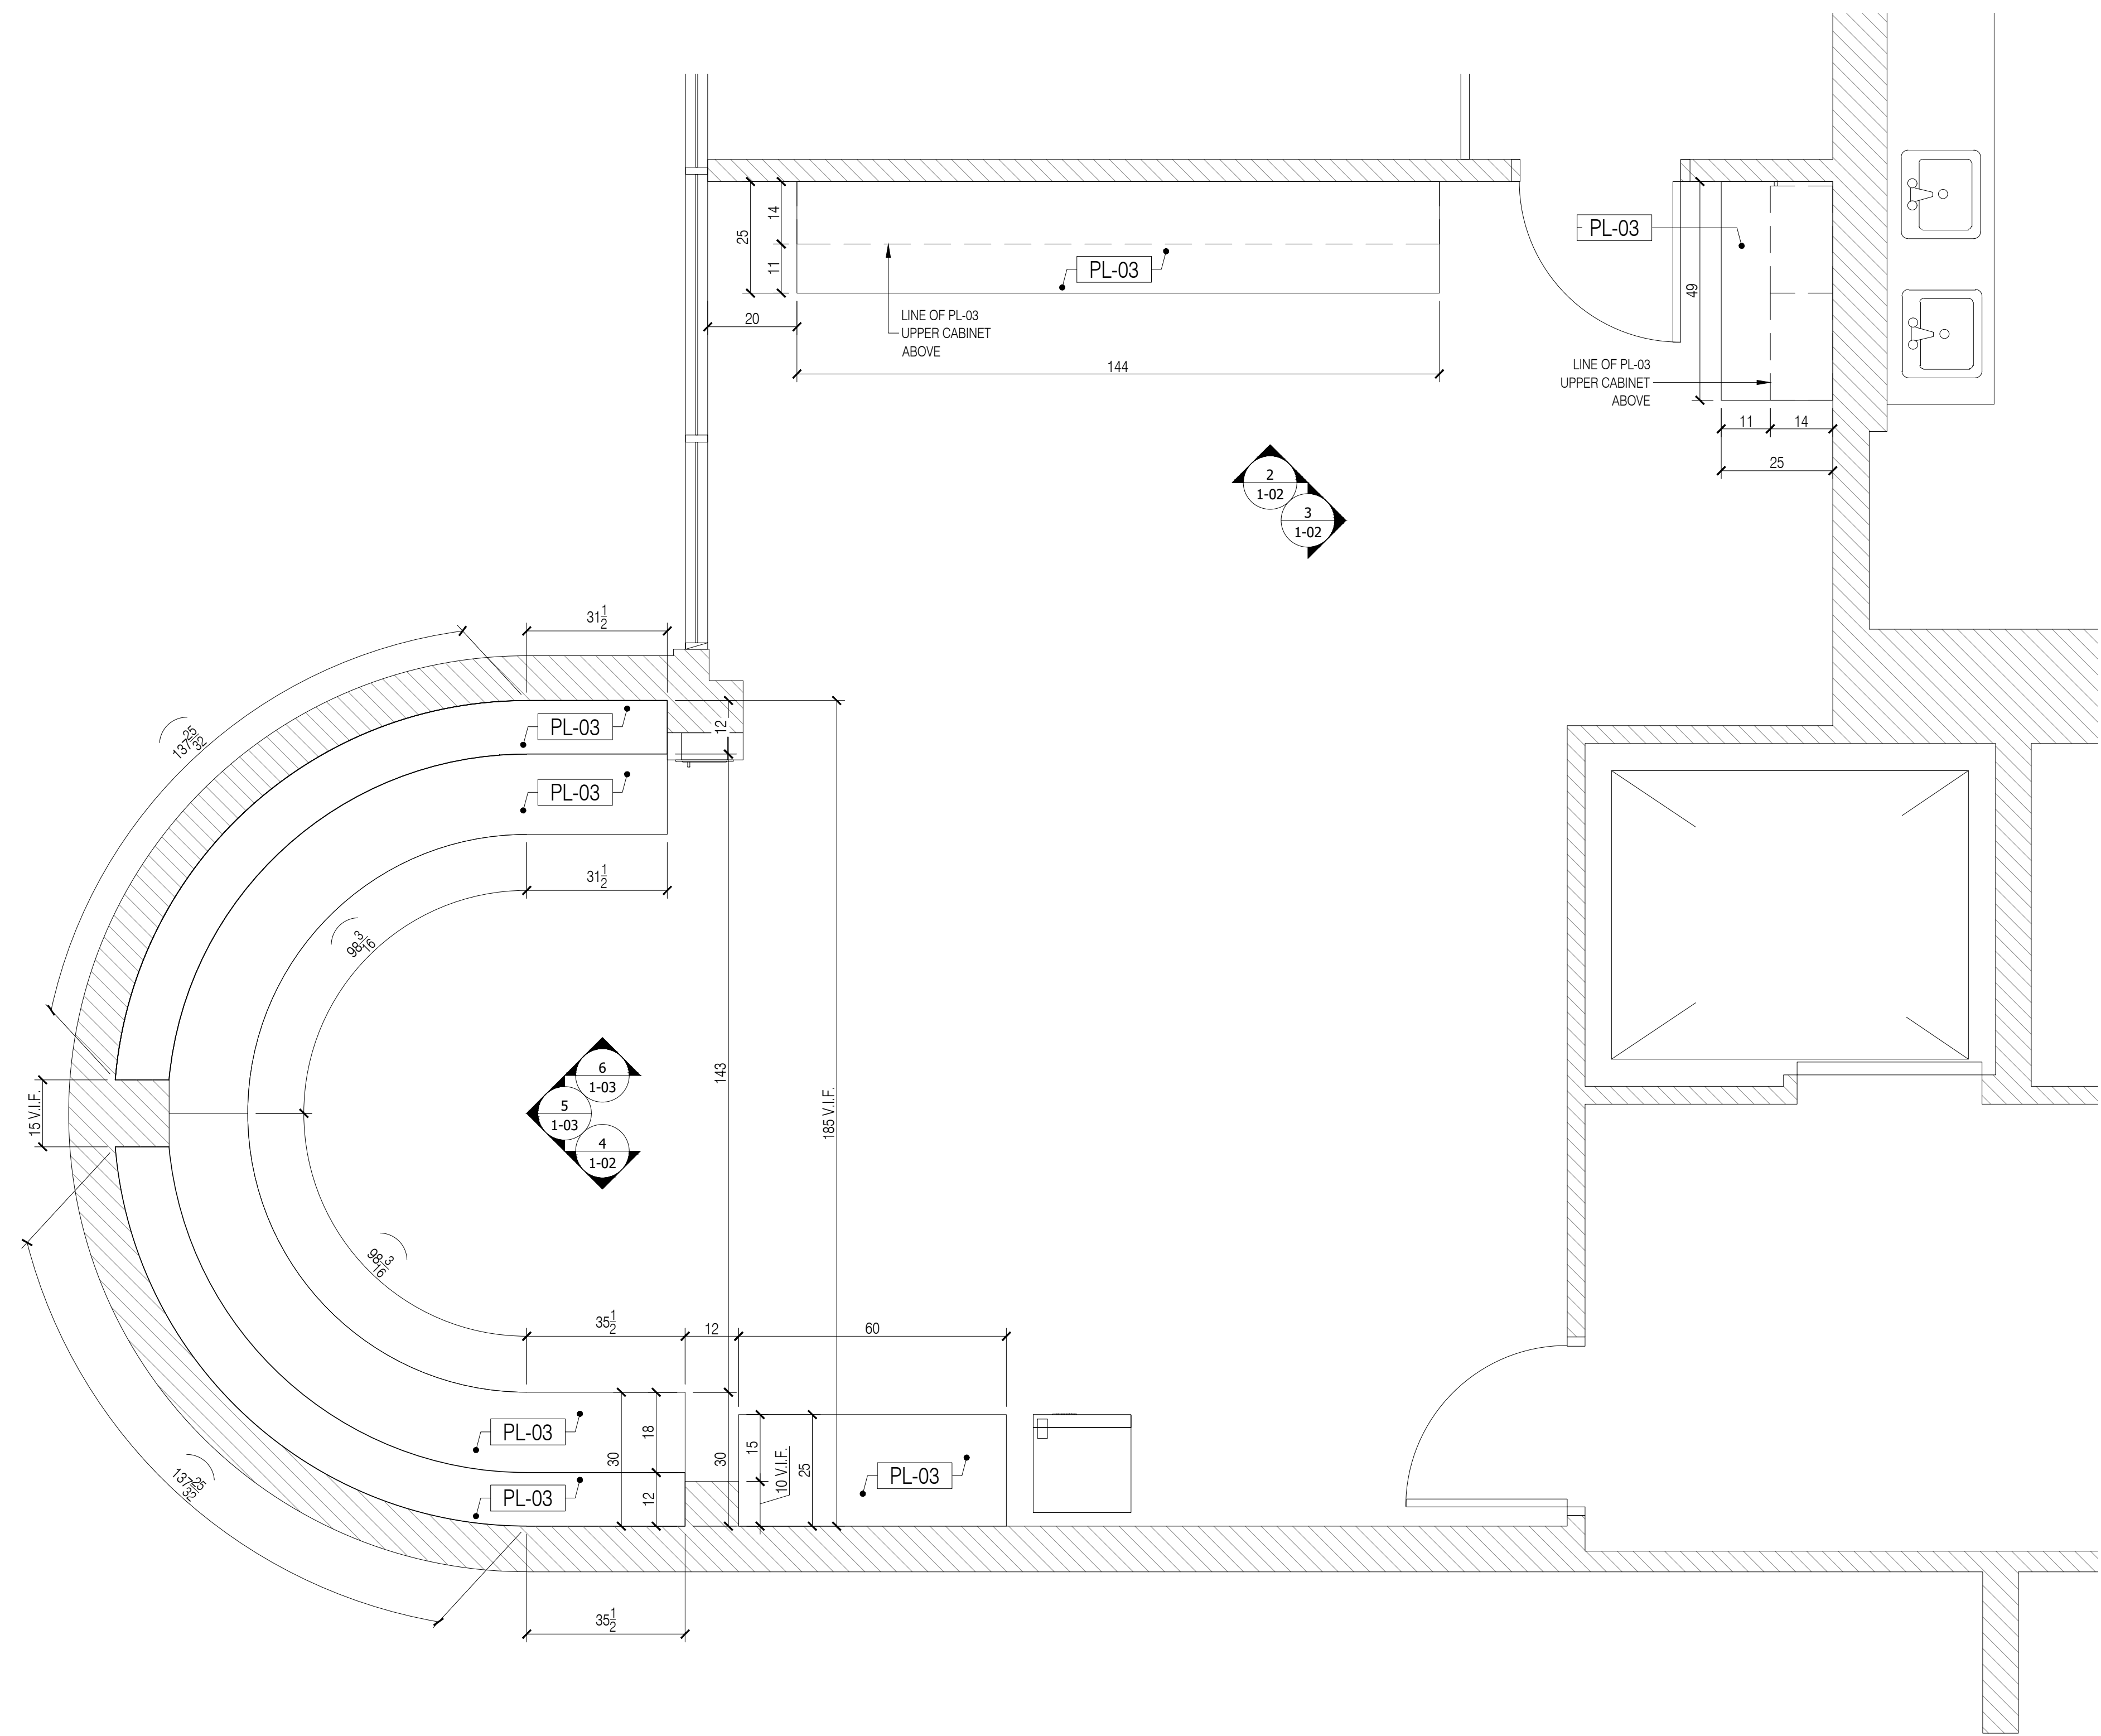 14
25
11
PL-03
PL-03
49
20
LINE OF PL-03
UPPER CABINET
ABOVE
144
LINE OF PL-03
UPPER CABINET
ABOVE
11
14
25
2
1-02
3
1-02
31 1/2
12
PL-03
PL-03
137 25/32
31 1/2
98 3/16
15 V.I.F.
143
185 V.I.F.
6
1-03
5
1-03
4
1-02
98 3/16
35 1/2
12
60
PL-03
30
18
30
15
10 V.I.F.
25
PL-03
PL-03
12
137 25/32
35 1/2